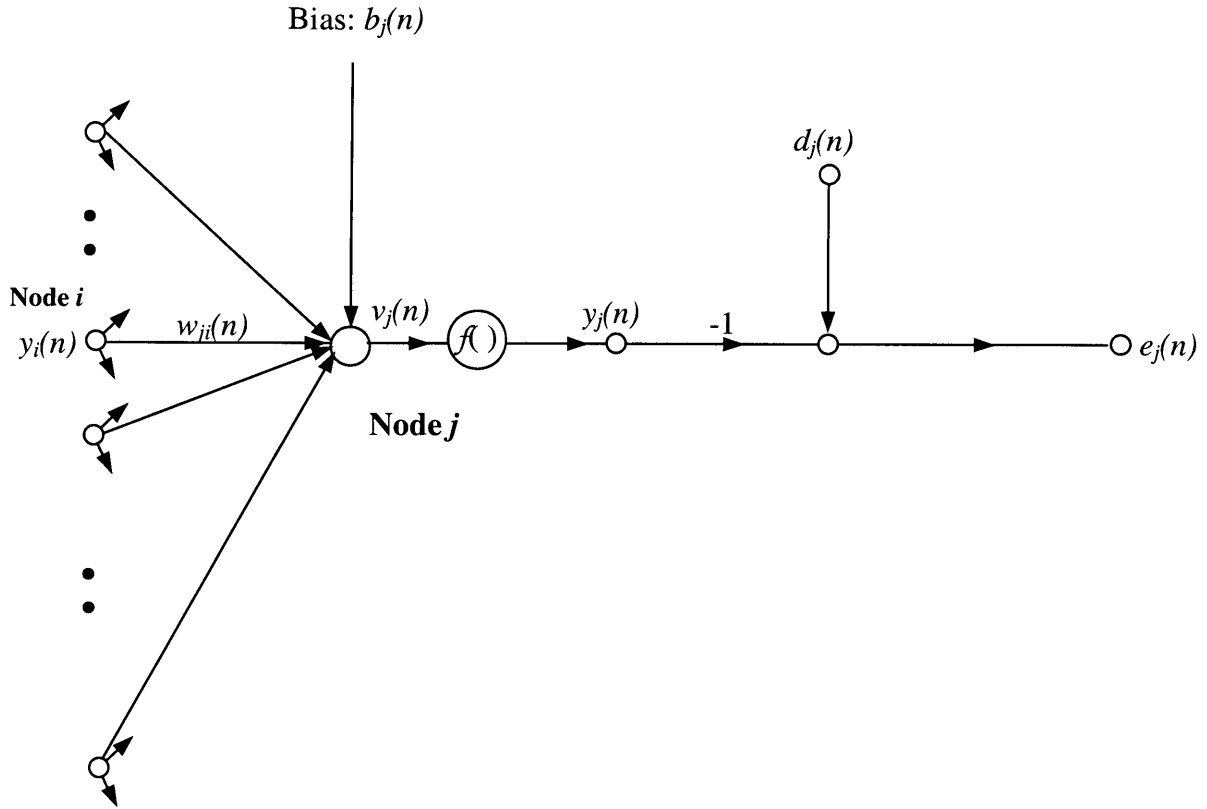 Bias: bj(n)
dj(n)
Node i
yi(n)
wji(n)
vj(n)
f( )
yj(n)
-1
ej(n)
Node j